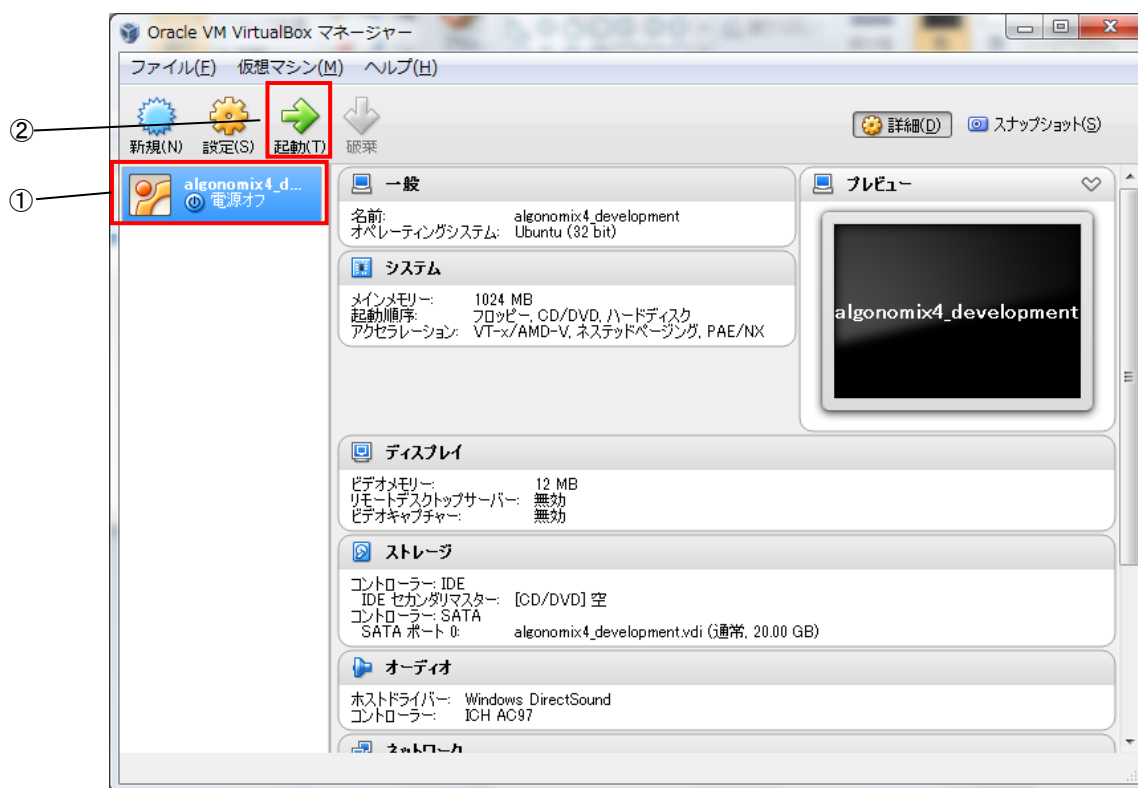 Oracle VM VirtualBox マネージャー
ファイル(F) 仮想マシン(M) ヘルプ(H)
②
新規(N) 設定(S) 起動(T) 破棄 詳細(D) スナップショット(S)
①
algonomix4_d...
電源オフ
一般
名前: algonomix4_development
オペレーティングシステム: Ubuntu (32 bit)
システム
メインメモリー: 1024 MB
起動順序: フロッピー, CD/DVD, ハードディスク
アクセラレーション: VT-x/AMD-V, ネステッドページング, PAE/NX
プレビュー
algonomix4_development
ディスプレイ
ビデオメモリー: 12 MB
リモートデスクトップサーバー: 無効
ビデオキャプチャー: 無効
ストレージ
コントローラー: IDE
IDE セカンダリマスター: [CD/DVD] 空
コントローラー: SATA
SATA ポート 0: algonomix4_development.vdi (通常, 20.00 GB)
オーディオ
ホストドライバー: Windows DirectSound
コントローラー: ICH AC97
ネットワーク